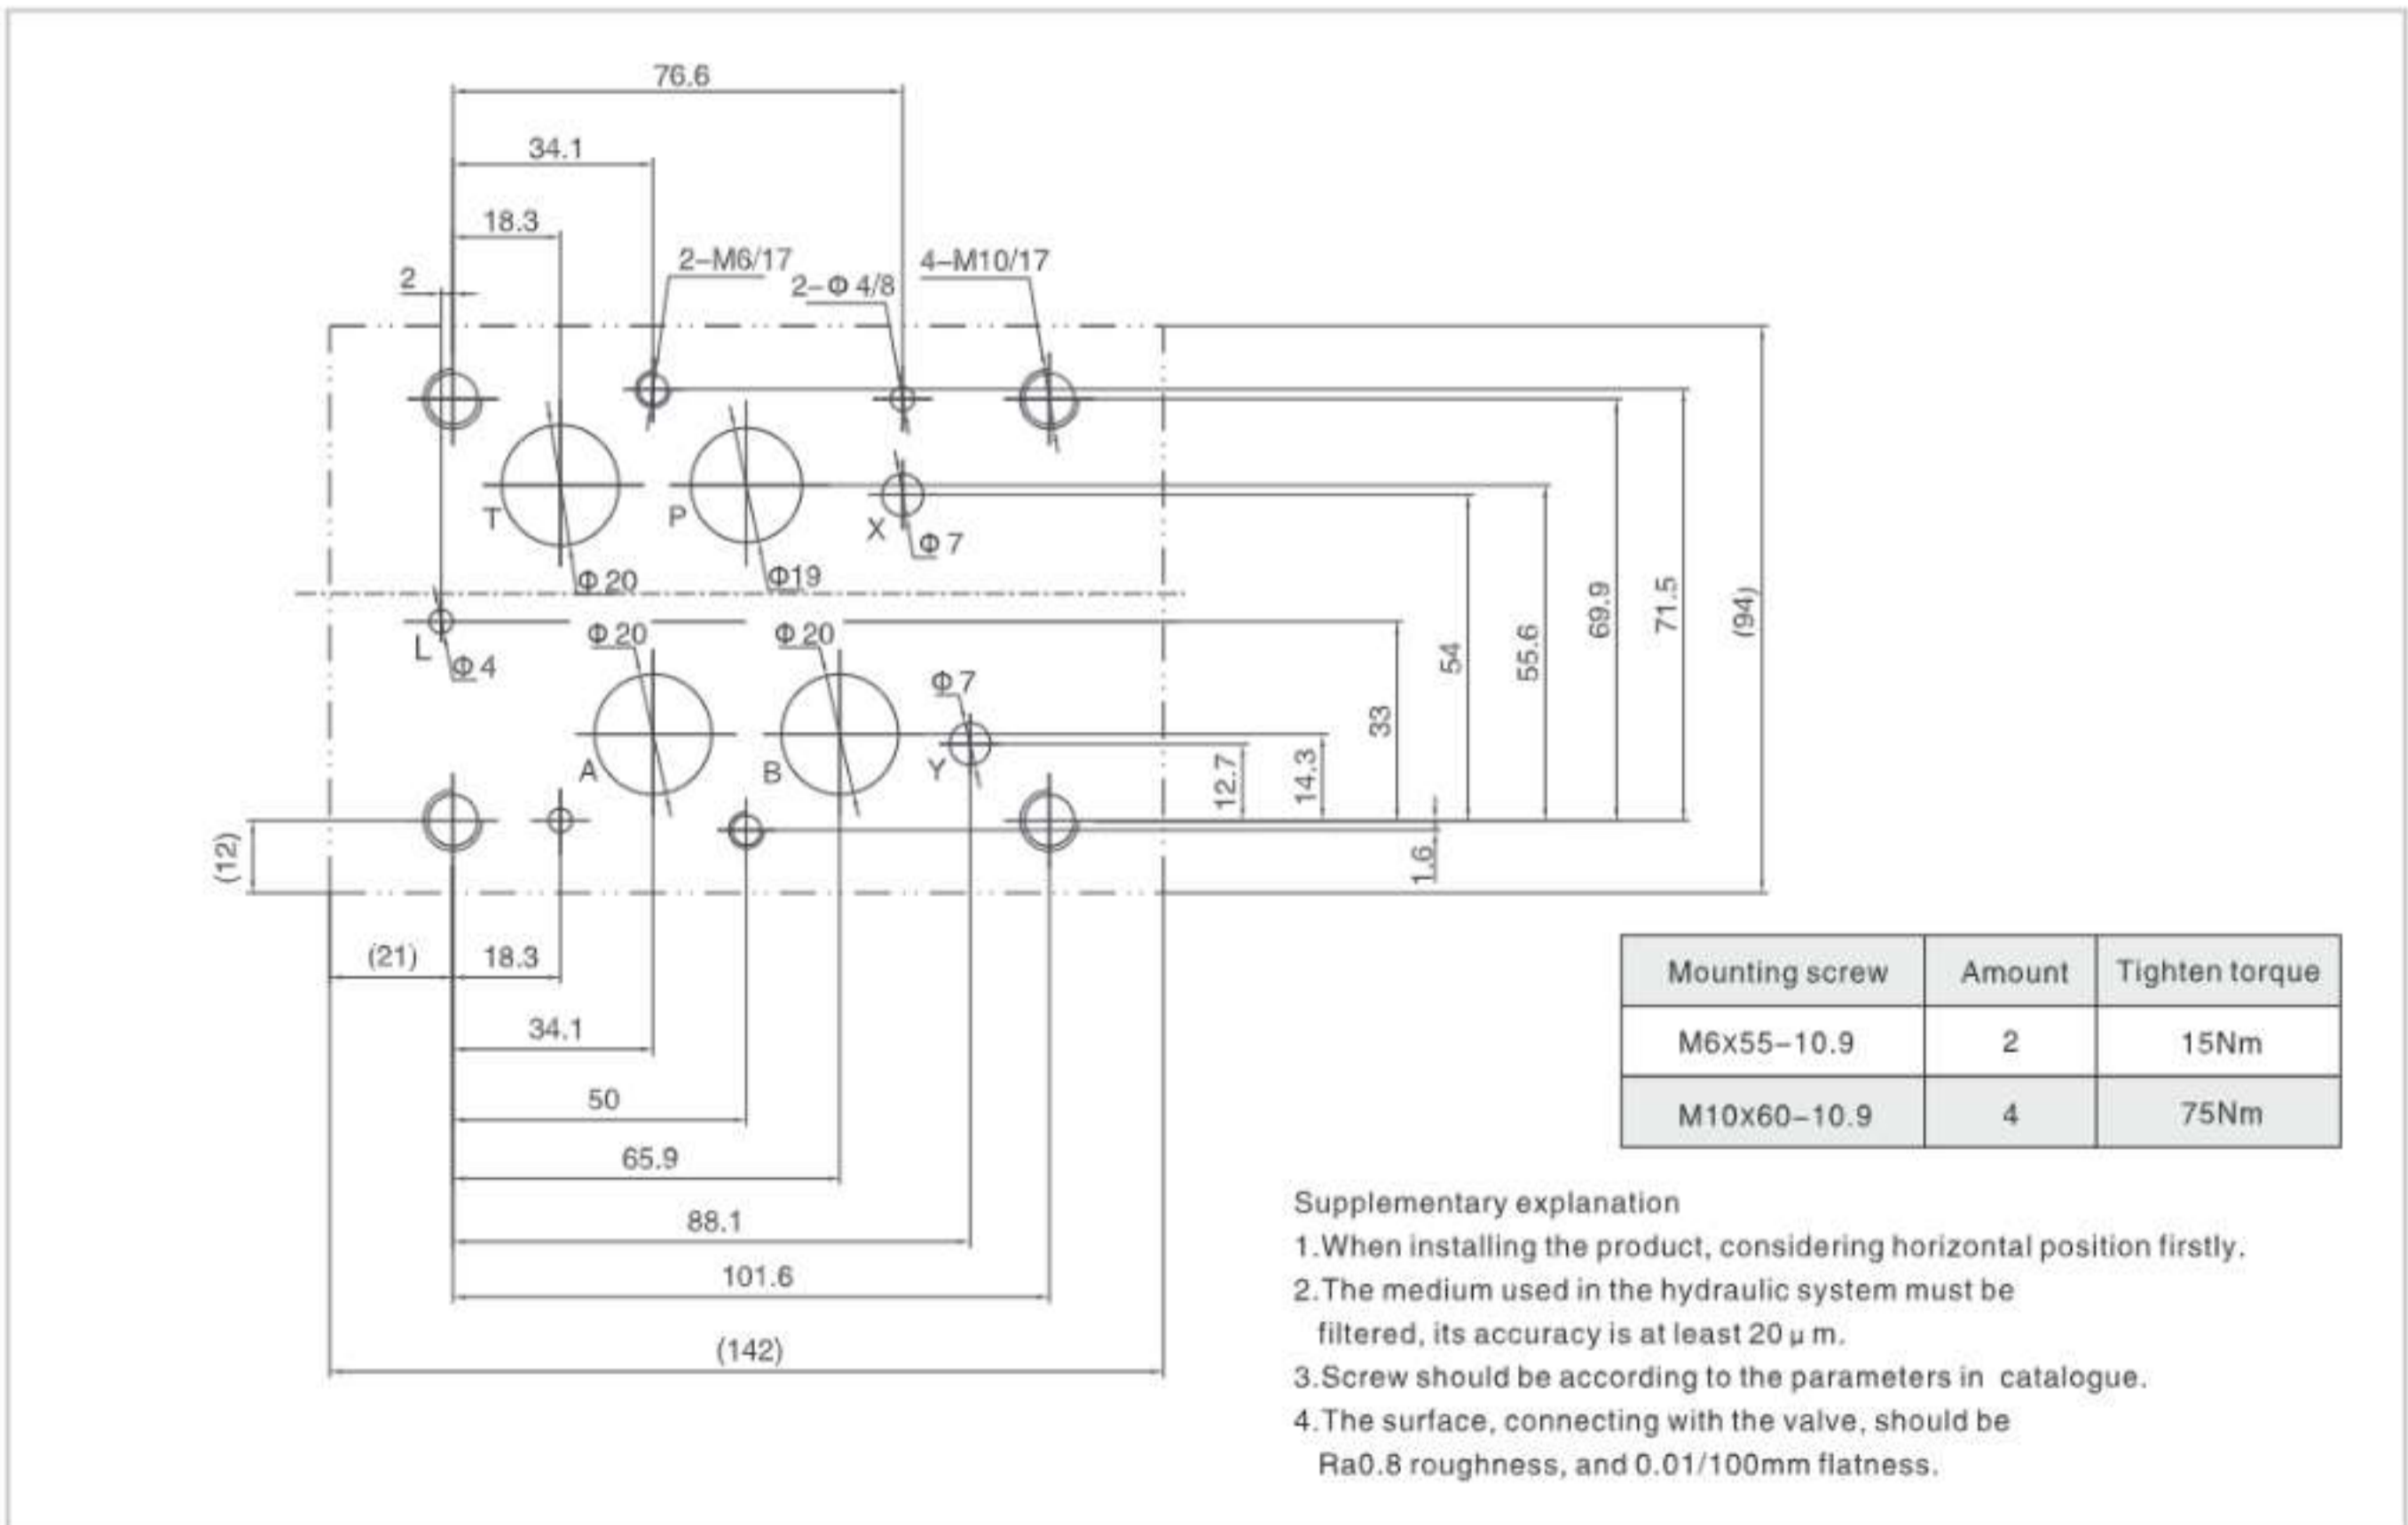 76.6
34.1
18.3
2
2–M6/17
2–Φ 4/8
4–M10/17
T
P
X
Φ 7
Φ 20
Φ19
L
Φ 4
Φ 20
Φ 20
Φ 7
A
B
Y
12.7
14.3
33
54
55.6
69.9
71.5
(94)
1.6
(12)
(21)
18.3
34.1
50
65.9
88.1
101.6
(142)
Mounting screw Amount Tighten torque
M6X55–10.9 2 15Nm
M10X60–10.9 4 75Nm
Supplementary explanation
1.When installing the product, considering horizontal position firstly.
2.The medium used in the hydraulic system must be
filtered, its accuracy is at least 20 μ m.
3.Screw should be according to the parameters in catalogue.
4.The surface, connecting with the valve, should be
Ra0.8 roughness, and 0.01/100mm flatness.